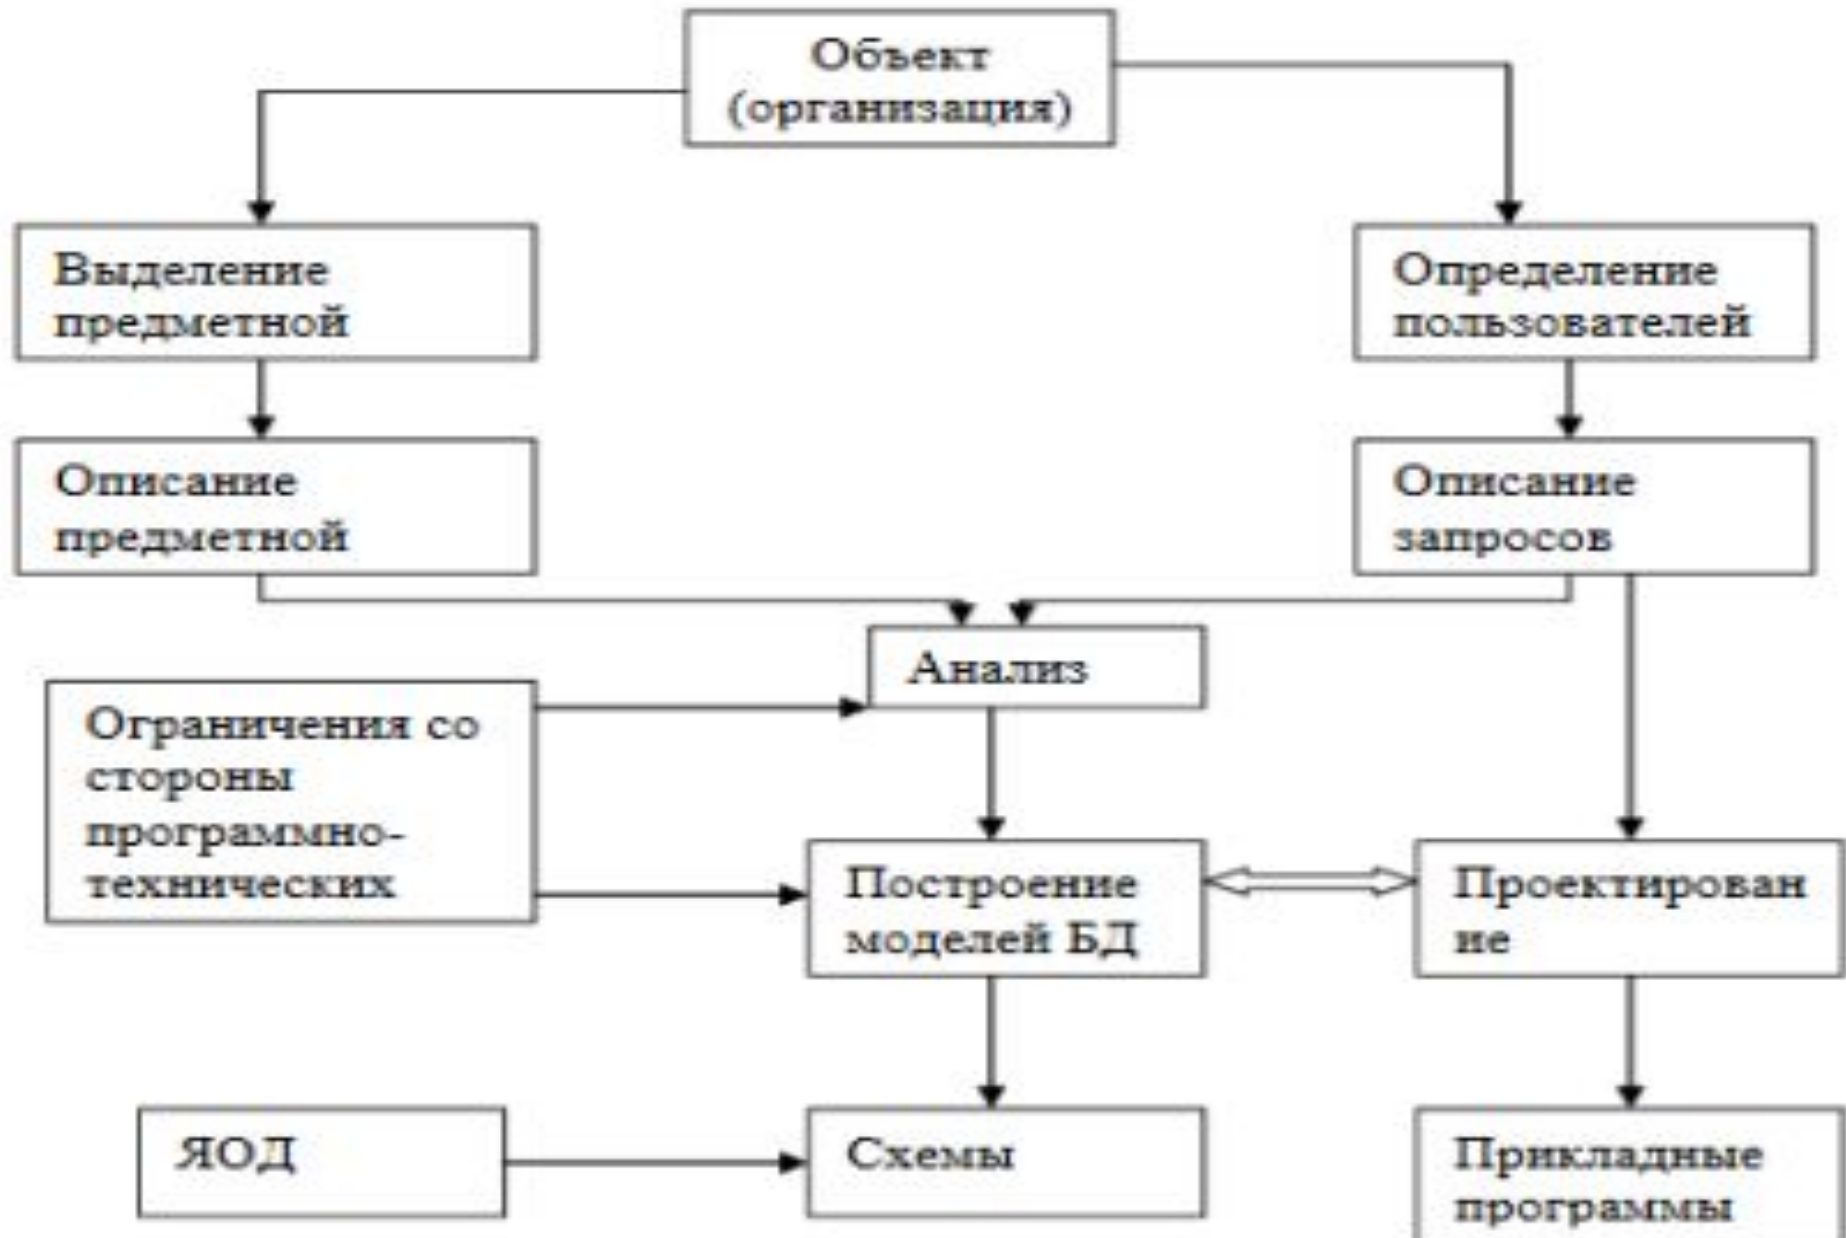 Объект
(организация)
Выделение
предметной
Определение
пользователей
Описание
предметной
Описание
запросов
Анализ
Ограничения со
стороны
программно-
технических
Построение
моделей БД
Проектирован
ие
ЯОД
Схемы
Прикладные
программы